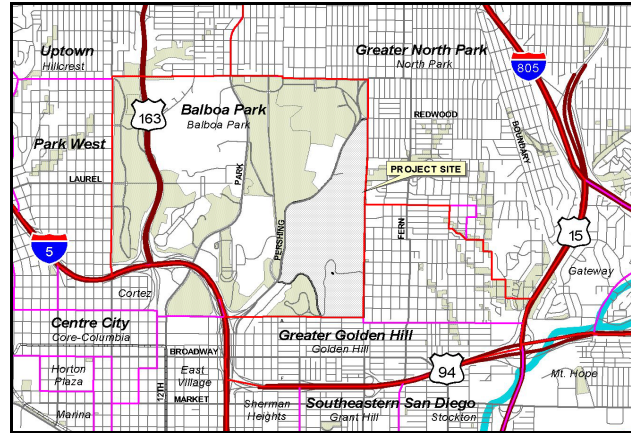 Uptown
Hillcrest
Greater North Park
North Park
805
163
Balboa Park
Balboa Park
REDWOOD
BOUNDARY
Park West
PROJECT SITE
LAUREL
PARK
PERSHING
FERN
15
5
Gateway
Cortez
Centre City
Core-Columbia
Greater Golden Hill
Golden Hill
BROADWAY
94
Horton
Plaza
East
Village
12TH
MARKET
Mt. Hope
Marina
Sherman
Heights
Southeastern San Diego
Grant Hill
Stockton